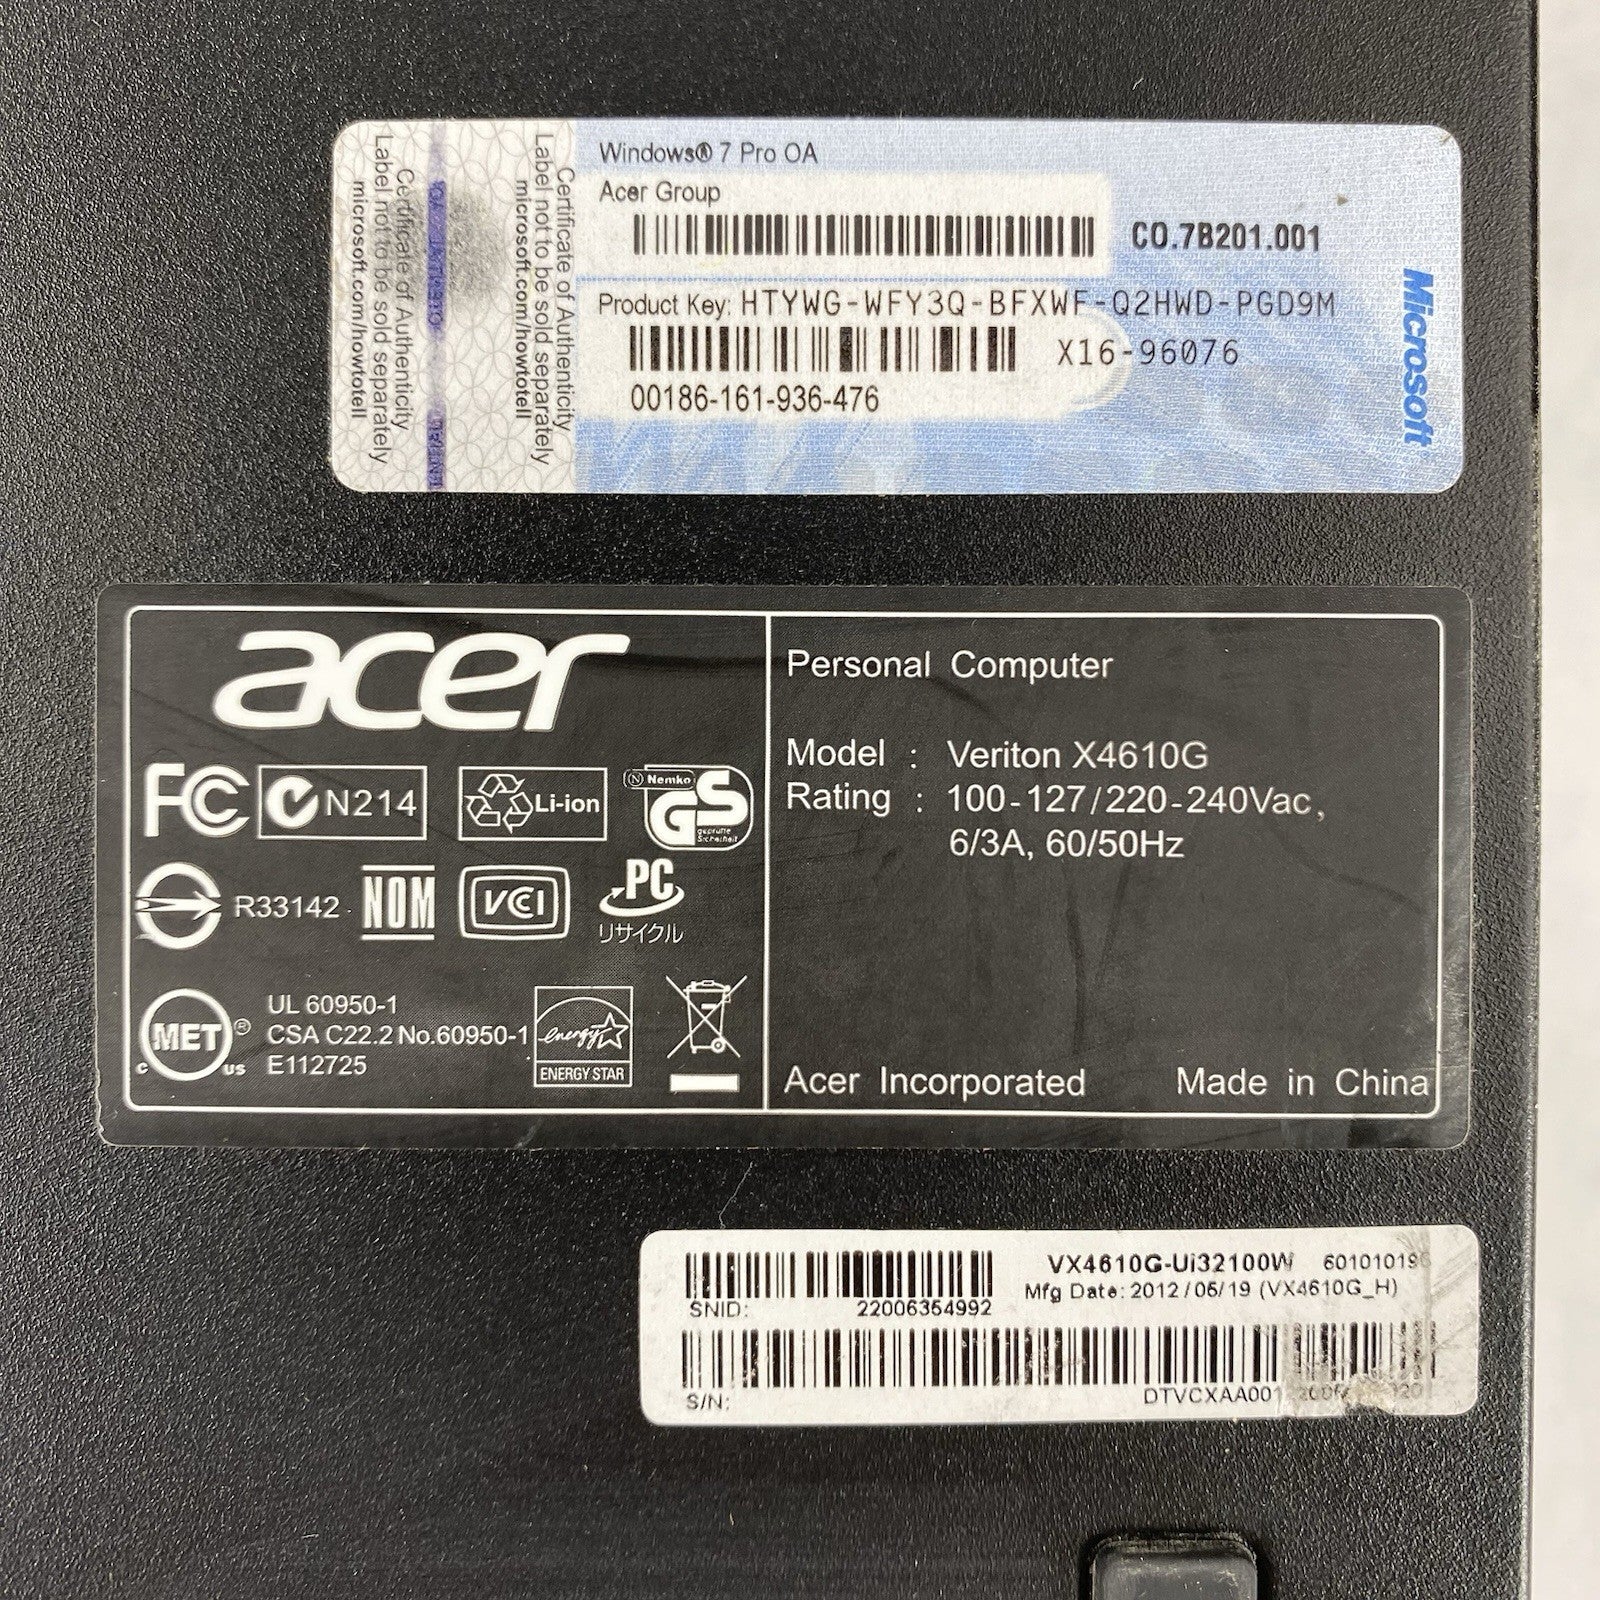 Windows® 7 Pro OA
Acer Group
CO.7B201.001
Product Key: HTYWG-WFY3Q-BFXWF-Q2HWD-PGD9M
X16-96076
00186-161-936-476
Microsoft
Certificate of Authenticity
Label not to be sold separately
microsoft.com/howtotell
Certificate of Authenticity
Label not to be sold separately
microsoft.com/howtotell
acer
FC N214 Li-ion N Nemko GS geprüfte Sicherheit
R33142 NOM VCCI PC
リサイクル
c MET ® us
UL 60950-1
CSA C22.2 No.60950-1
E112725
energy
ENERGY STAR
Personal Computer
Model : Veriton X4610G
Rating : 100-127/220-240Vac,
6/3A, 60/50Hz
Acer Incorporated Made in China
VX4610G-Ui32100W
SNID: 22006354992
Mfg Date: 2012/05/19 (VX4610G_H)
S/N: